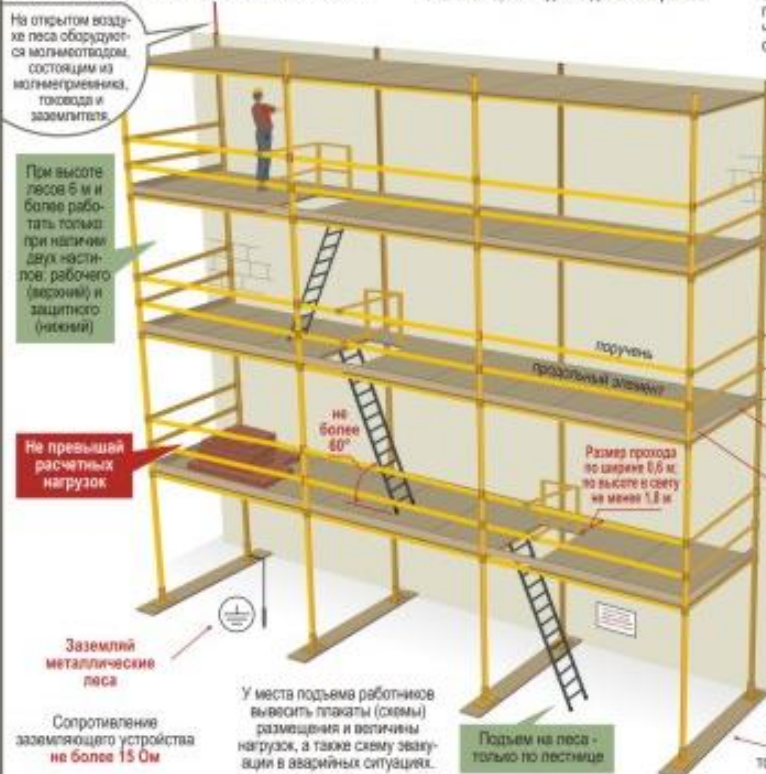 На открытом возду-
хе леса оборудуют-
ся молниеотводом,
состоящим из
молниеприемника,
токовода и
заземлителя.
При высоте
лесов 6 м и
более рабо-
тать только
при наличии
двух насти-
лов: рабочего
(верхний) и
защитного
(нижний)
поручень
продольный элемент
Не превышай
расчетных
нагрузок
не
более
60°
Размер прохода
по ширине 0,6 м;
по высоте в свету
не менее 1,8 м
Заземляй
металлические
леса
Сопротивление
заземляющего устройства
не более 15 Ом
У места подъема работников
вывесить плакаты (схемы)
размещения и величины
нагрузок, а также схему эваку-
ации в аварийных ситуациях.
Подъем на леса -
только по лестнице